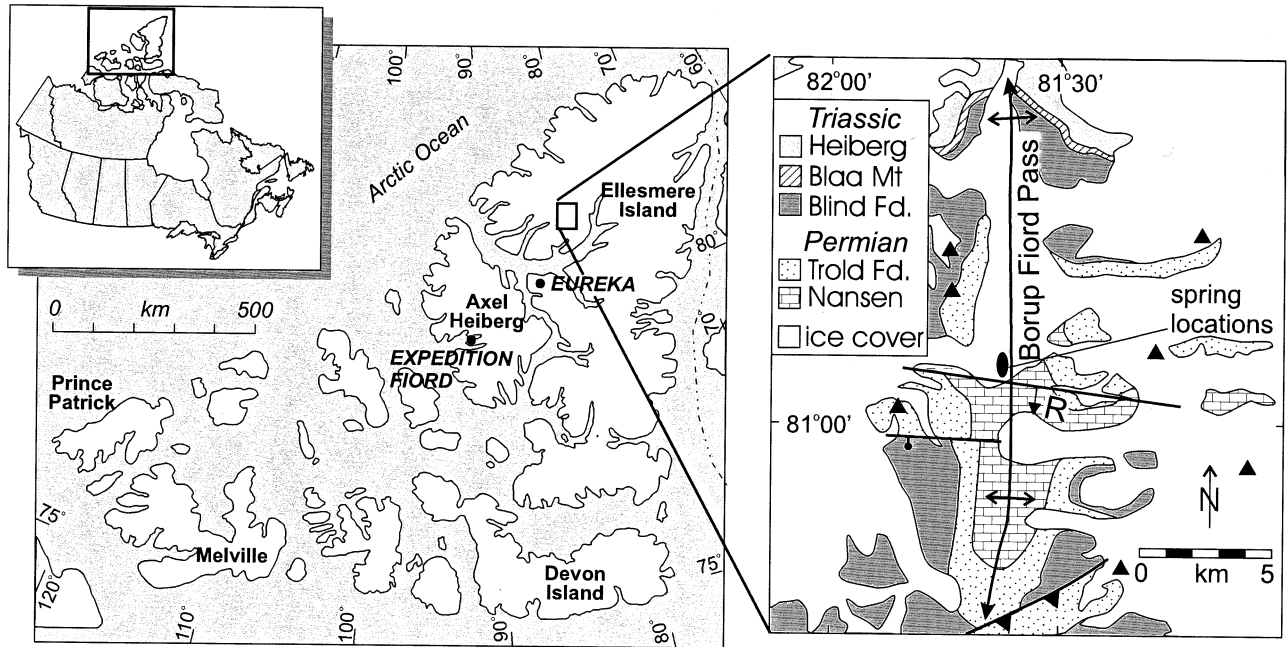 100°
90°
80°
70°
60°
Arctic Ocean
Ellesmere
Island
80°
EUREKA
0 km 500
Axel
Heiberg
EXPEDITION
FIORD
70°
Prince
Patrick
75°
Melville
Devon
Island
75°
120°
110°
100°
90°
80°
82°00’
81°30’
Triassic
Heiberg
Blaa Mt
Blind Fd.
Permian
Trold Fd.
Nansen
ice cover
Borup Fiord Pass
spring
locations
R
81°00’
N
0 km 5